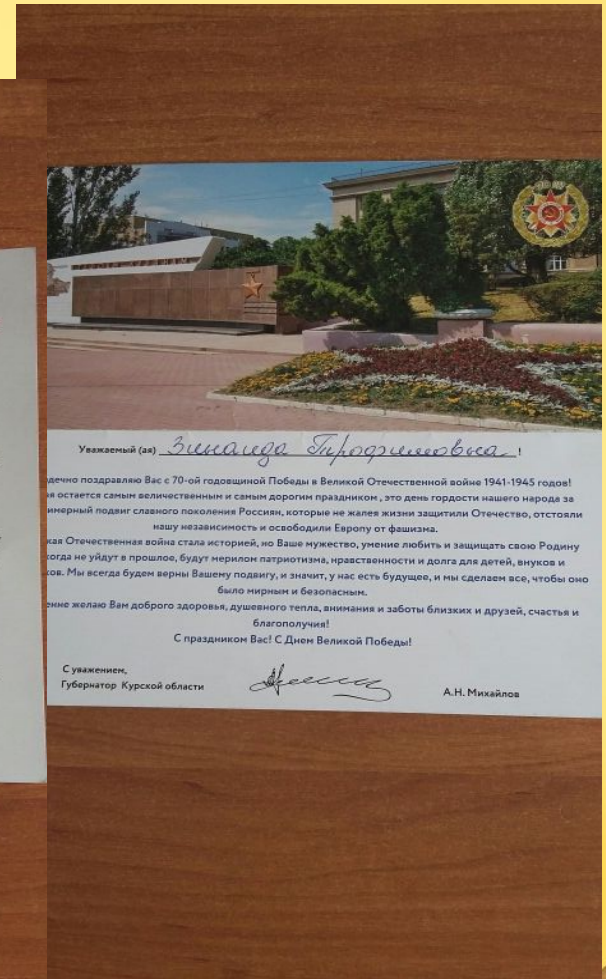 Уважаемый (ая) Зинаида Трофимовна !
дечно поздравляю Вас с 70-ой годовщиной Победы в Великой Отечественной войне 1941-1945 годов!
я остается самым величественным и самым дорогим праздником , это день гордости нашего народа за
имерный подвиг славного поколения Россиян, которые не жалея жизни защитили Отечество, отстояли
нашу независимость и освободили Европу от фашизма.
кая Отечественная война стала историей, но Ваше мужество, умение любить и защищать свою Родину
когда не уйдут в прошлое, будут мерилом патриотизма, нравственности и долга для детей, внуков и
ков. Мы всегда будем верны Вашему подвигу, и значит, у нас есть будущее, и мы сделаем все, чтобы оно
было мирным и безопасным.
енне желаю Вам доброго здоровья, душевного тепла, внимания и заботы близких и друзей, счастья и
благополучия!
С праздником Вас! С Днем Великой Победы!
С уважением,
Губернатор Курской области
А.Н. Михайлов